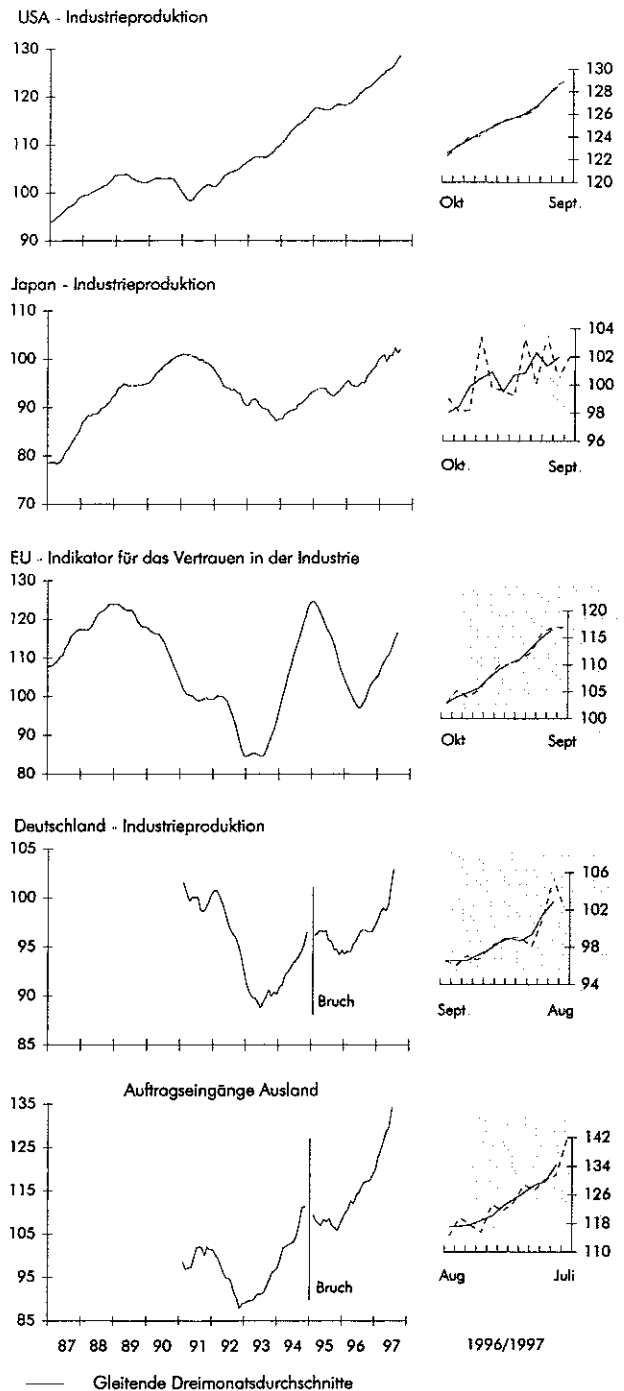 USA - Industrieproduktion
130
120
110
100
90
130
128
126
124
122
120
Okt
Sept.
Japan - Industrieproduktion
110
100
90
80
70
104
102
100
98
96
Okt.
Sept.
EU - Indikator für das Vertrauen in der Industrie
130
120
110
100
90
80
120
115
110
105
100
Okt
Sept
Deutschland - Industrieproduktion
105
100
95
90
85
Bruch
106
102
98
94
Sept.
Aug
Auftragseingänge Ausland
135
125
115
105
95
85
Bruch
142
134
126
118
110
Aug
Juli
87 88 89 90 91 92 93 94 95 96 97
1996/1997
Gleitende Dreimonatsdurchschnitte